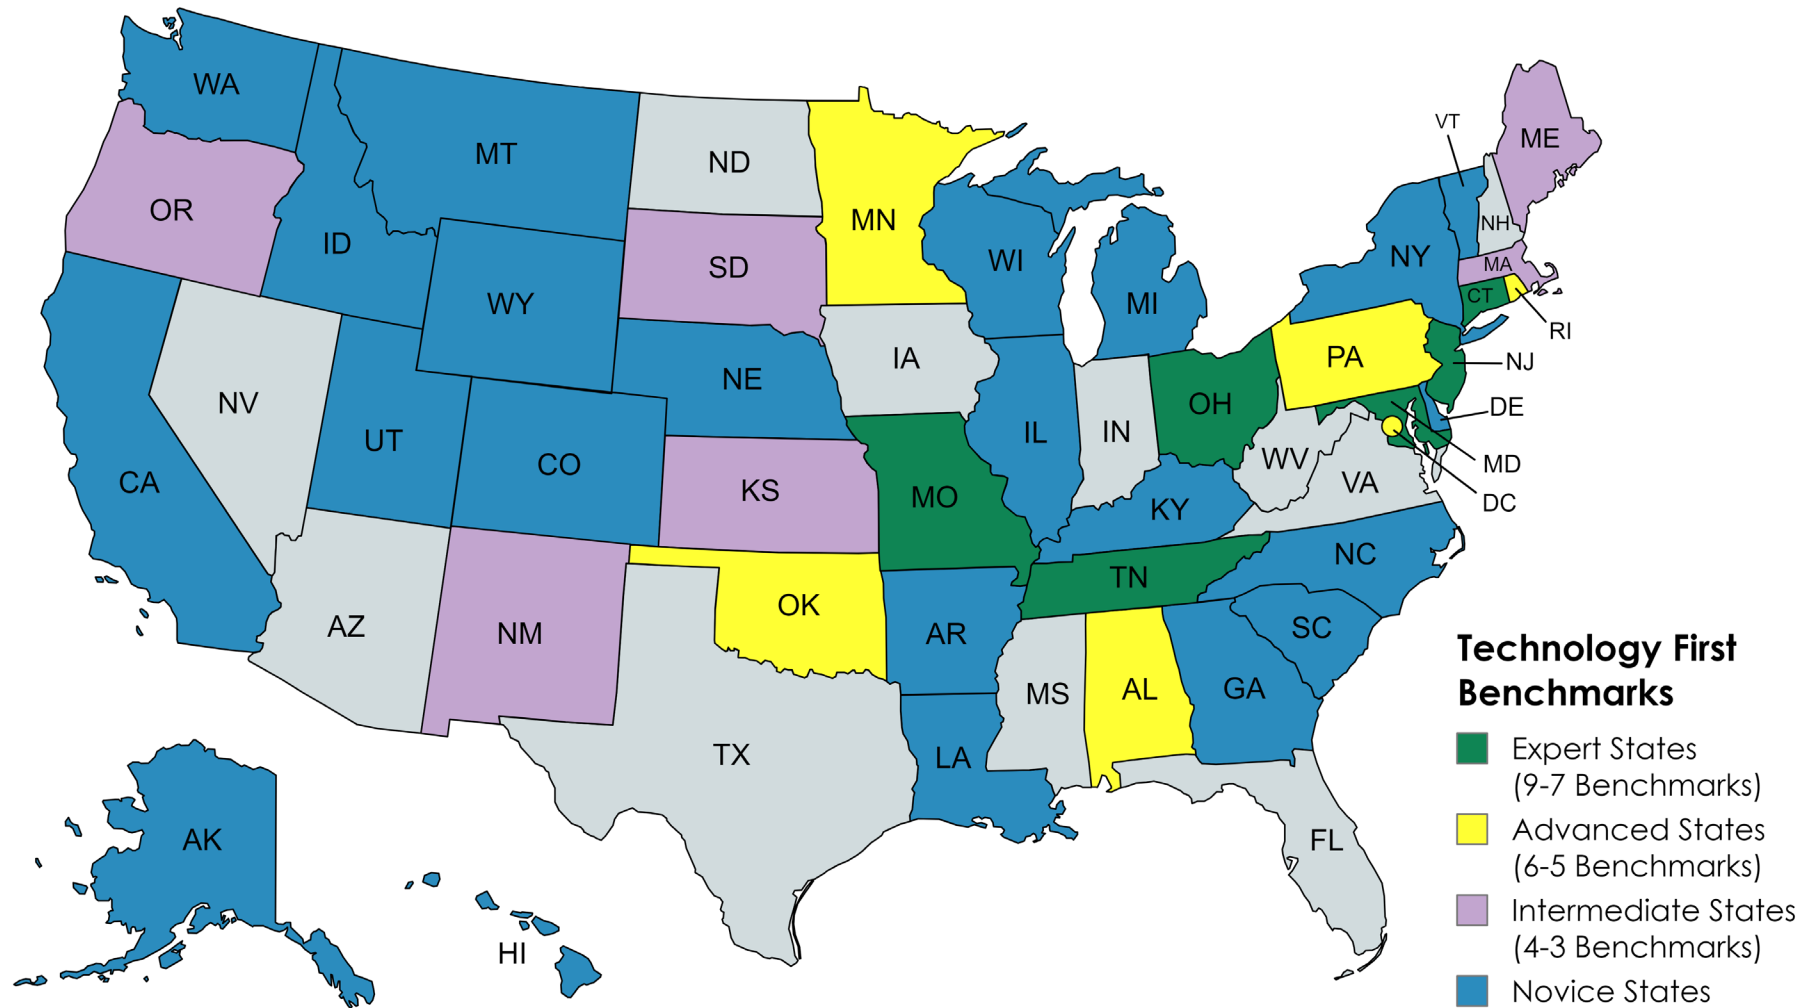 WA
MT
ND
MN
VT
ME
OR
ID
SD
WI
MI
NY
NH
MA
CT
RI
WY
NE
IA
PA
NJ
NV
UT
CO
KS
MO
IL
IN
OH
WV
VA
DE
MD
DC
CA
KY
NC
TN
AZ
NM
OK
AR
SC
TX
LA
MS
AL
GA
FL
AK
HI
Technology First
Benchmarks
Expert States
(9-7 Benchmarks)
Advanced States
(6-5 Benchmarks)
Intermediate States
(4-3 Benchmarks)
Novice States